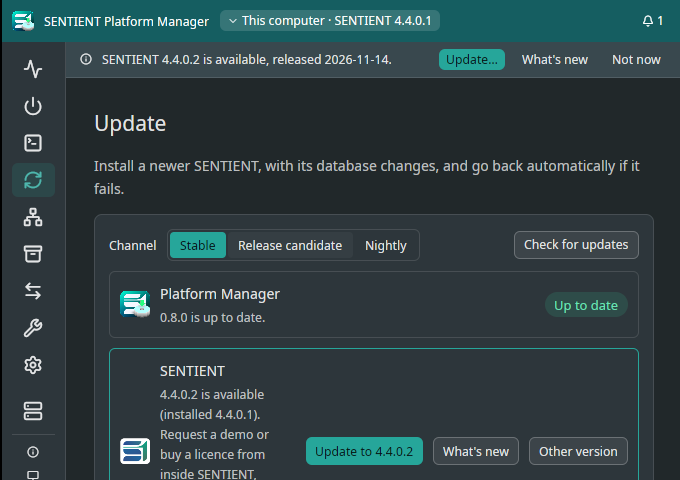 SENTIENT Platform Manager
This computer · SENTIENT 4.4.0.1
1
SENTIENT 4.4.0.2 is available, released 2026-11-14.
Update...
What's new
Not now
Update
Install a newer SENTIENT, with its database changes, and go back automatically if it
fails.
Channel
Stable
Release candidate
Nightly
Check for updates
Platform Manager
0.8.0 is up to date.
Up to date
SENTIENT
4.4.0.2 is available
(installed 4.4.0.1).
Request a demo or
buy a licence from
inside SENTIENT,
Update to 4.4.0.2
What's new
Other version